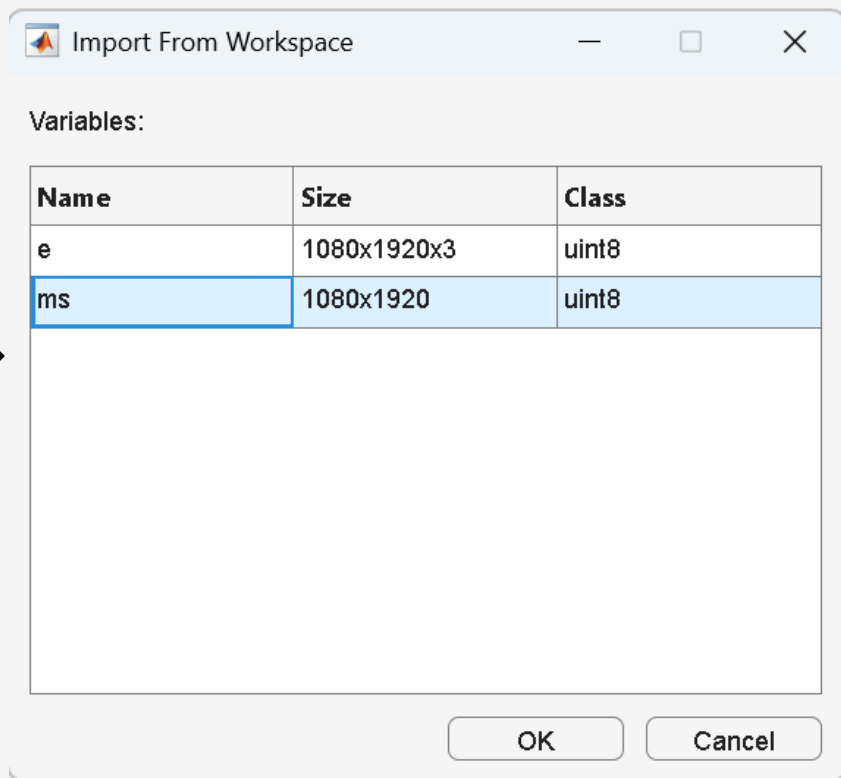 Import From Workspace
Variables:
Name Size Class
e 1080x1920x3 uint8
ms 1080x1920 uint8
OK Cancel